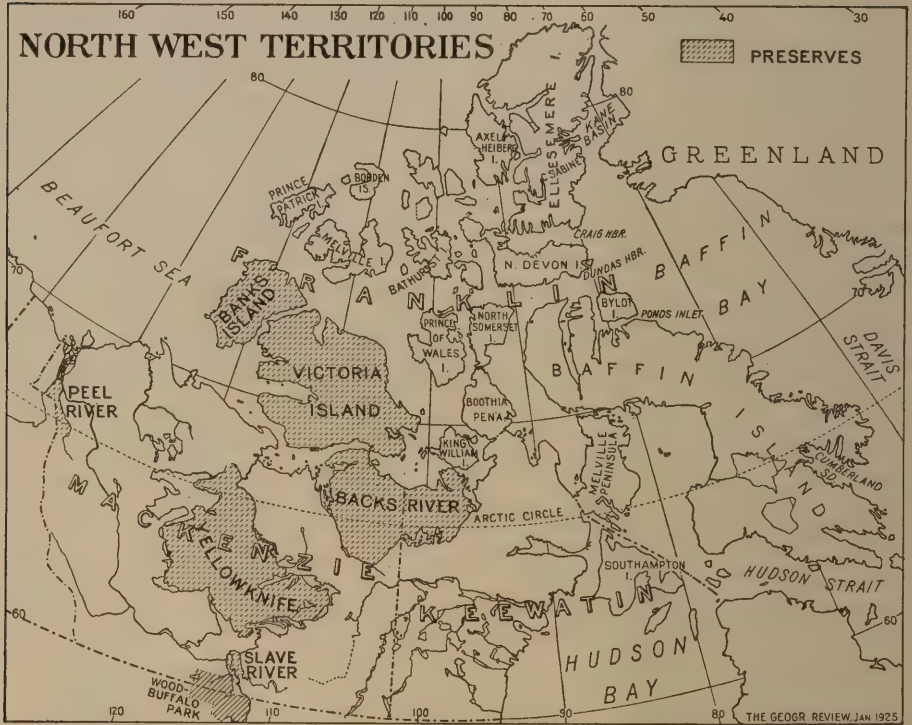 160 150 140 130 120 110 100 90 80 70 60 50 40 30
NORTH WEST TERRITORIES
PRESERVES
80
80
ELLESEMERE I.
KANE
BASIN
AXEL
HEIBERG
I.
C. SABINE
GREENLAND
BORDEN
IS.
PRINCE
PATRICK
BEAUFORT SEA
MELVILLE I.
BATHURST
CRAIG HBR.
N. DEVON I.
DUNDAS HBR.
BAFFIN
BAY
FRANKLIN
70
70
BANKS
ISLAND
BYLOT
I.
PONDS INLET
NORTH
SOMERSET
I.
PRINCE
OF
WALES
I.
DAVIS
STRAIT
PEEL
RIVER
VICTORIA
ISLAND
BAFFIN
ISLAND
BOOTHIA
PEN'A
KING
WILLIAM
I.
MELVILLE
PENINSULA
CUMBERLAND
SD.
MACKENZIE
BACKS RIVER
ARCTIC CIRCLE
YELLOWKNIFE
SOUTHAMPTON
I.
HUDSON STRAIT
KEEWATIN
60
60
HUDSON
BAY
SLAVE
RIVER
WOOD-
BUFFALO
PARK
120 110 100 90 80
THE GEOGR REVIEW, JAN 1925